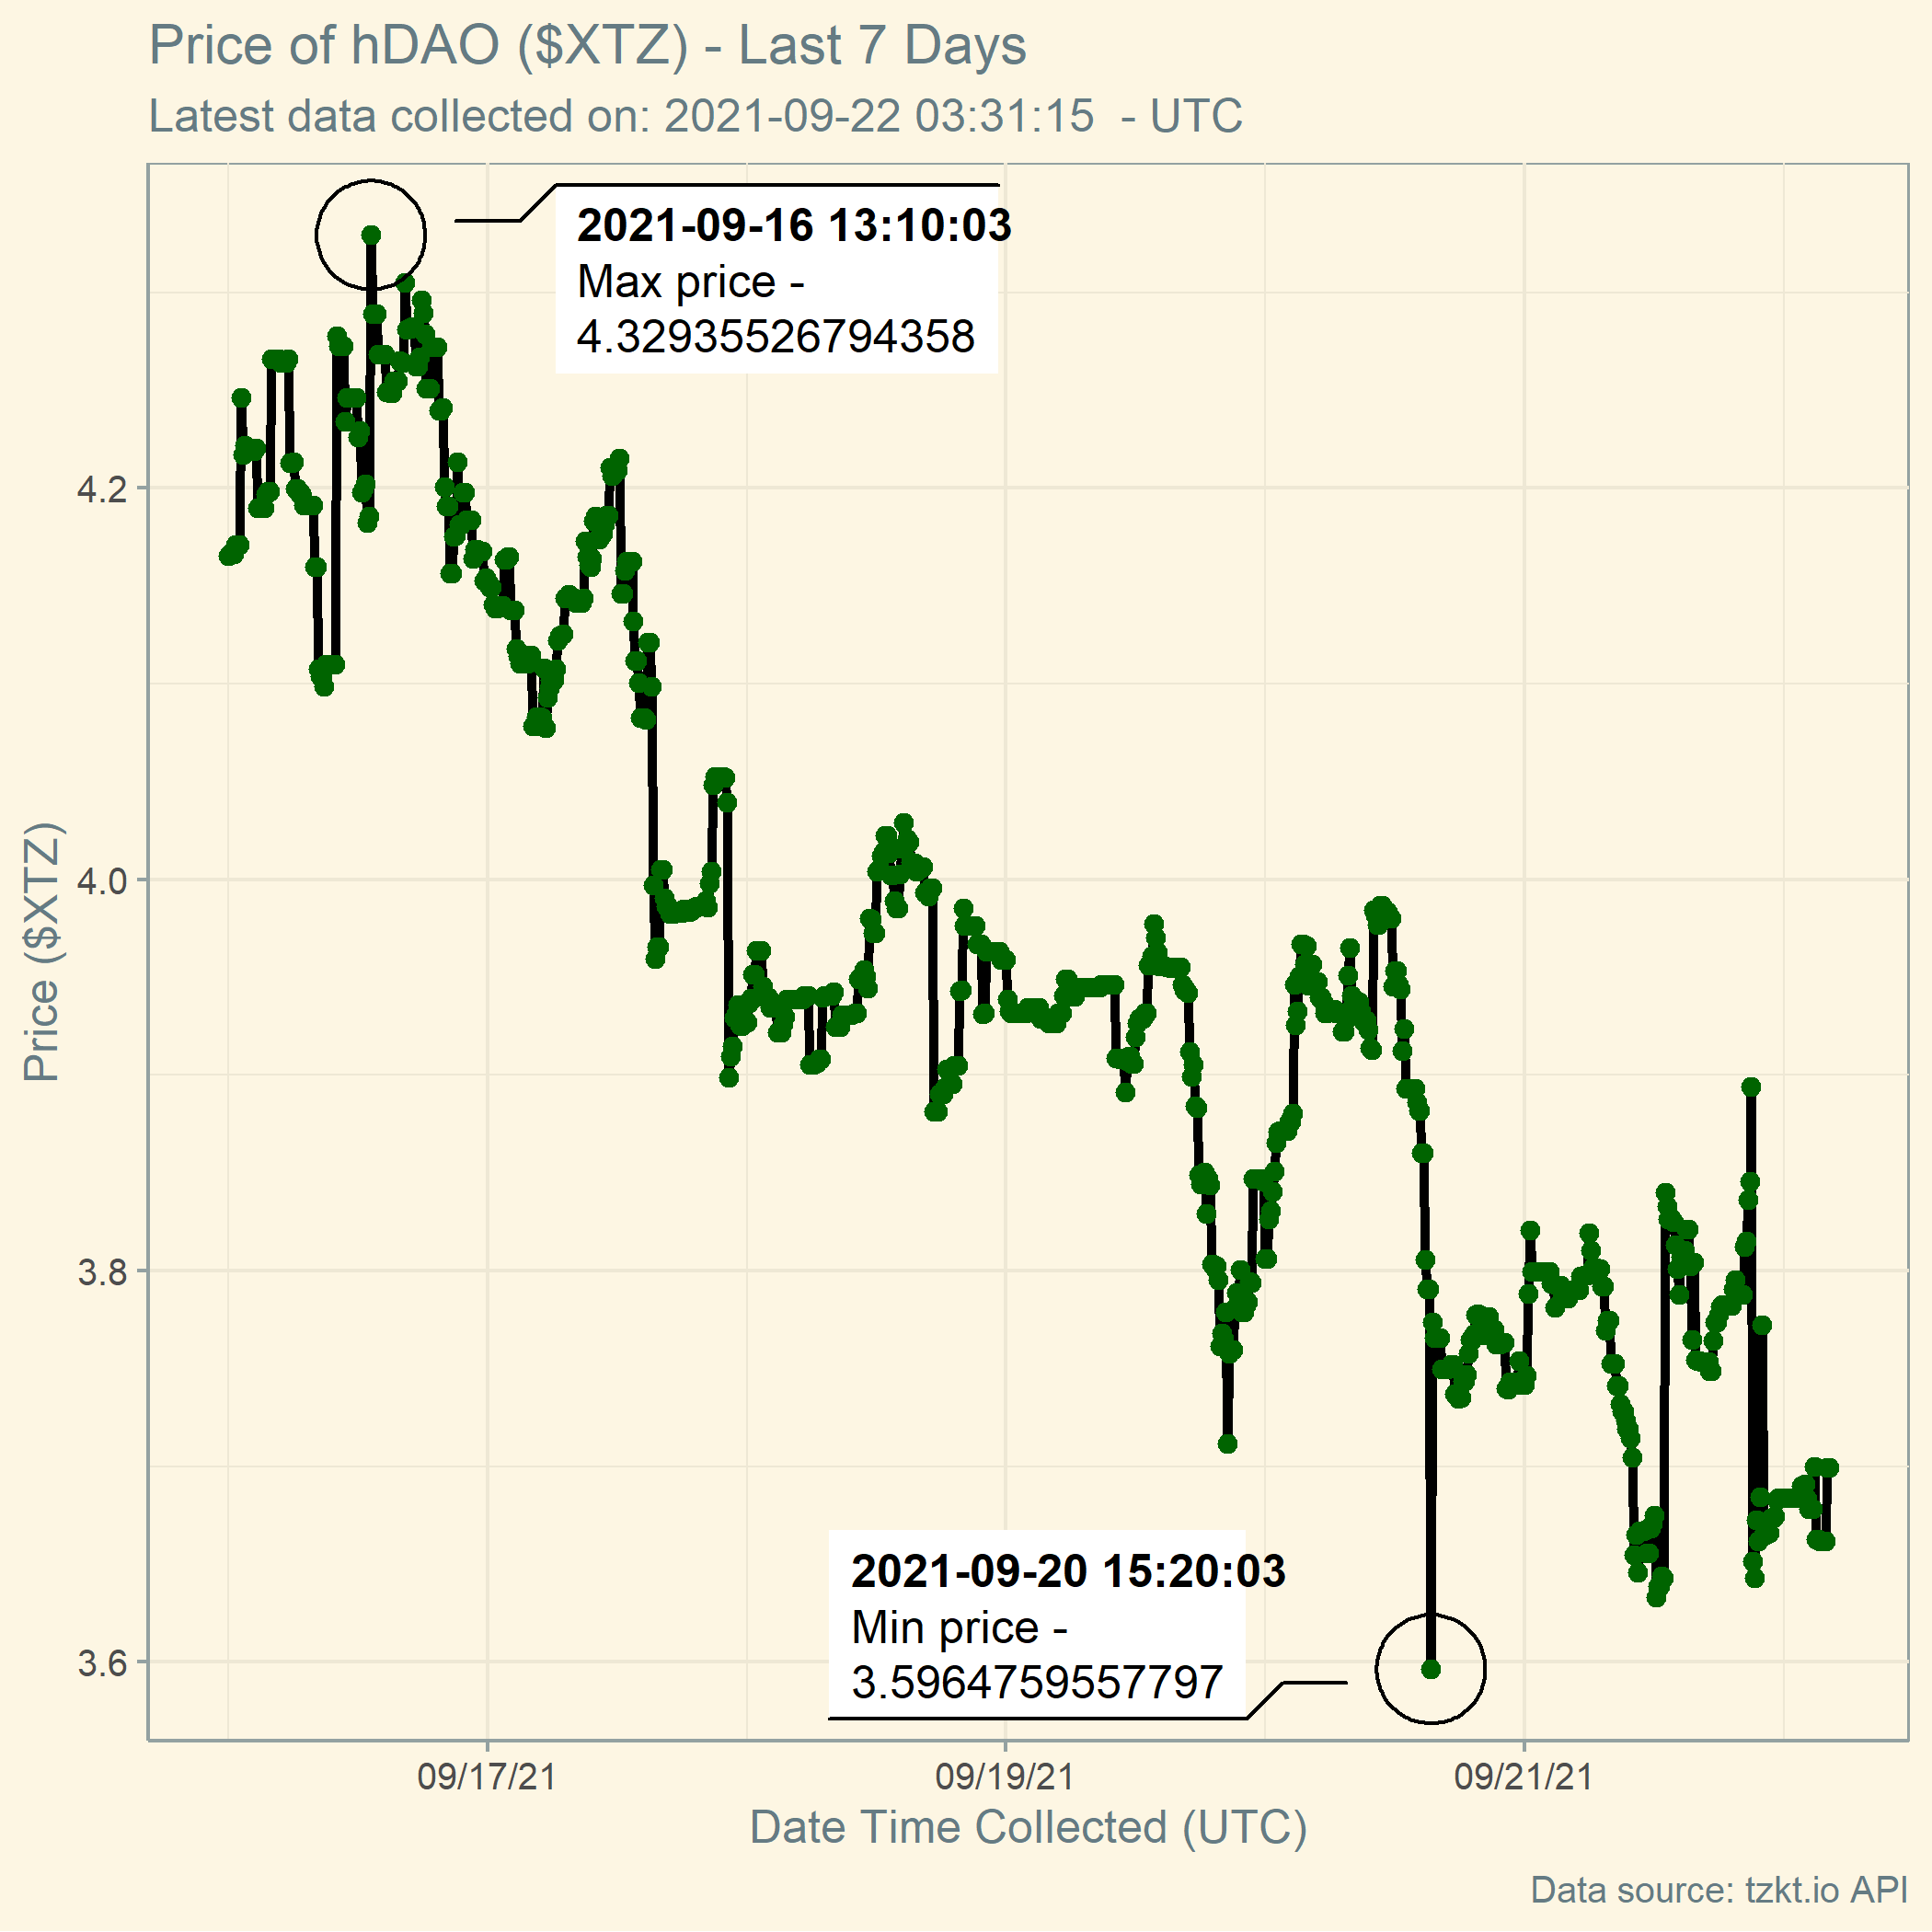 Price of hDAO ($XTZ) - Last 7 Days
Latest data collected on: 2021-09-22 03:31:15  - UTC
2021-09-16 13:10:03
Max price -
4.32935526794358
4.2
4.0
3.8
3.6
Price ($XTZ)
2021-09-20 15:20:03
Min price -
3.5964759557797
09/17/21
09/19/21
09/21/21
Date Time Collected (UTC)
Data source: tzkt.io API